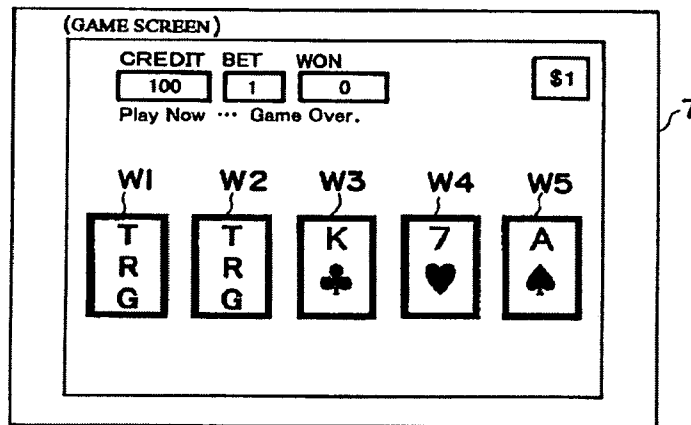 (GAME SCREEN)
CREDIT BET WON
100 1 0 $1
Play Now ··· Game Over.
7
W1 W2 W3 W4 W5
T T K 7 A
R R
G G